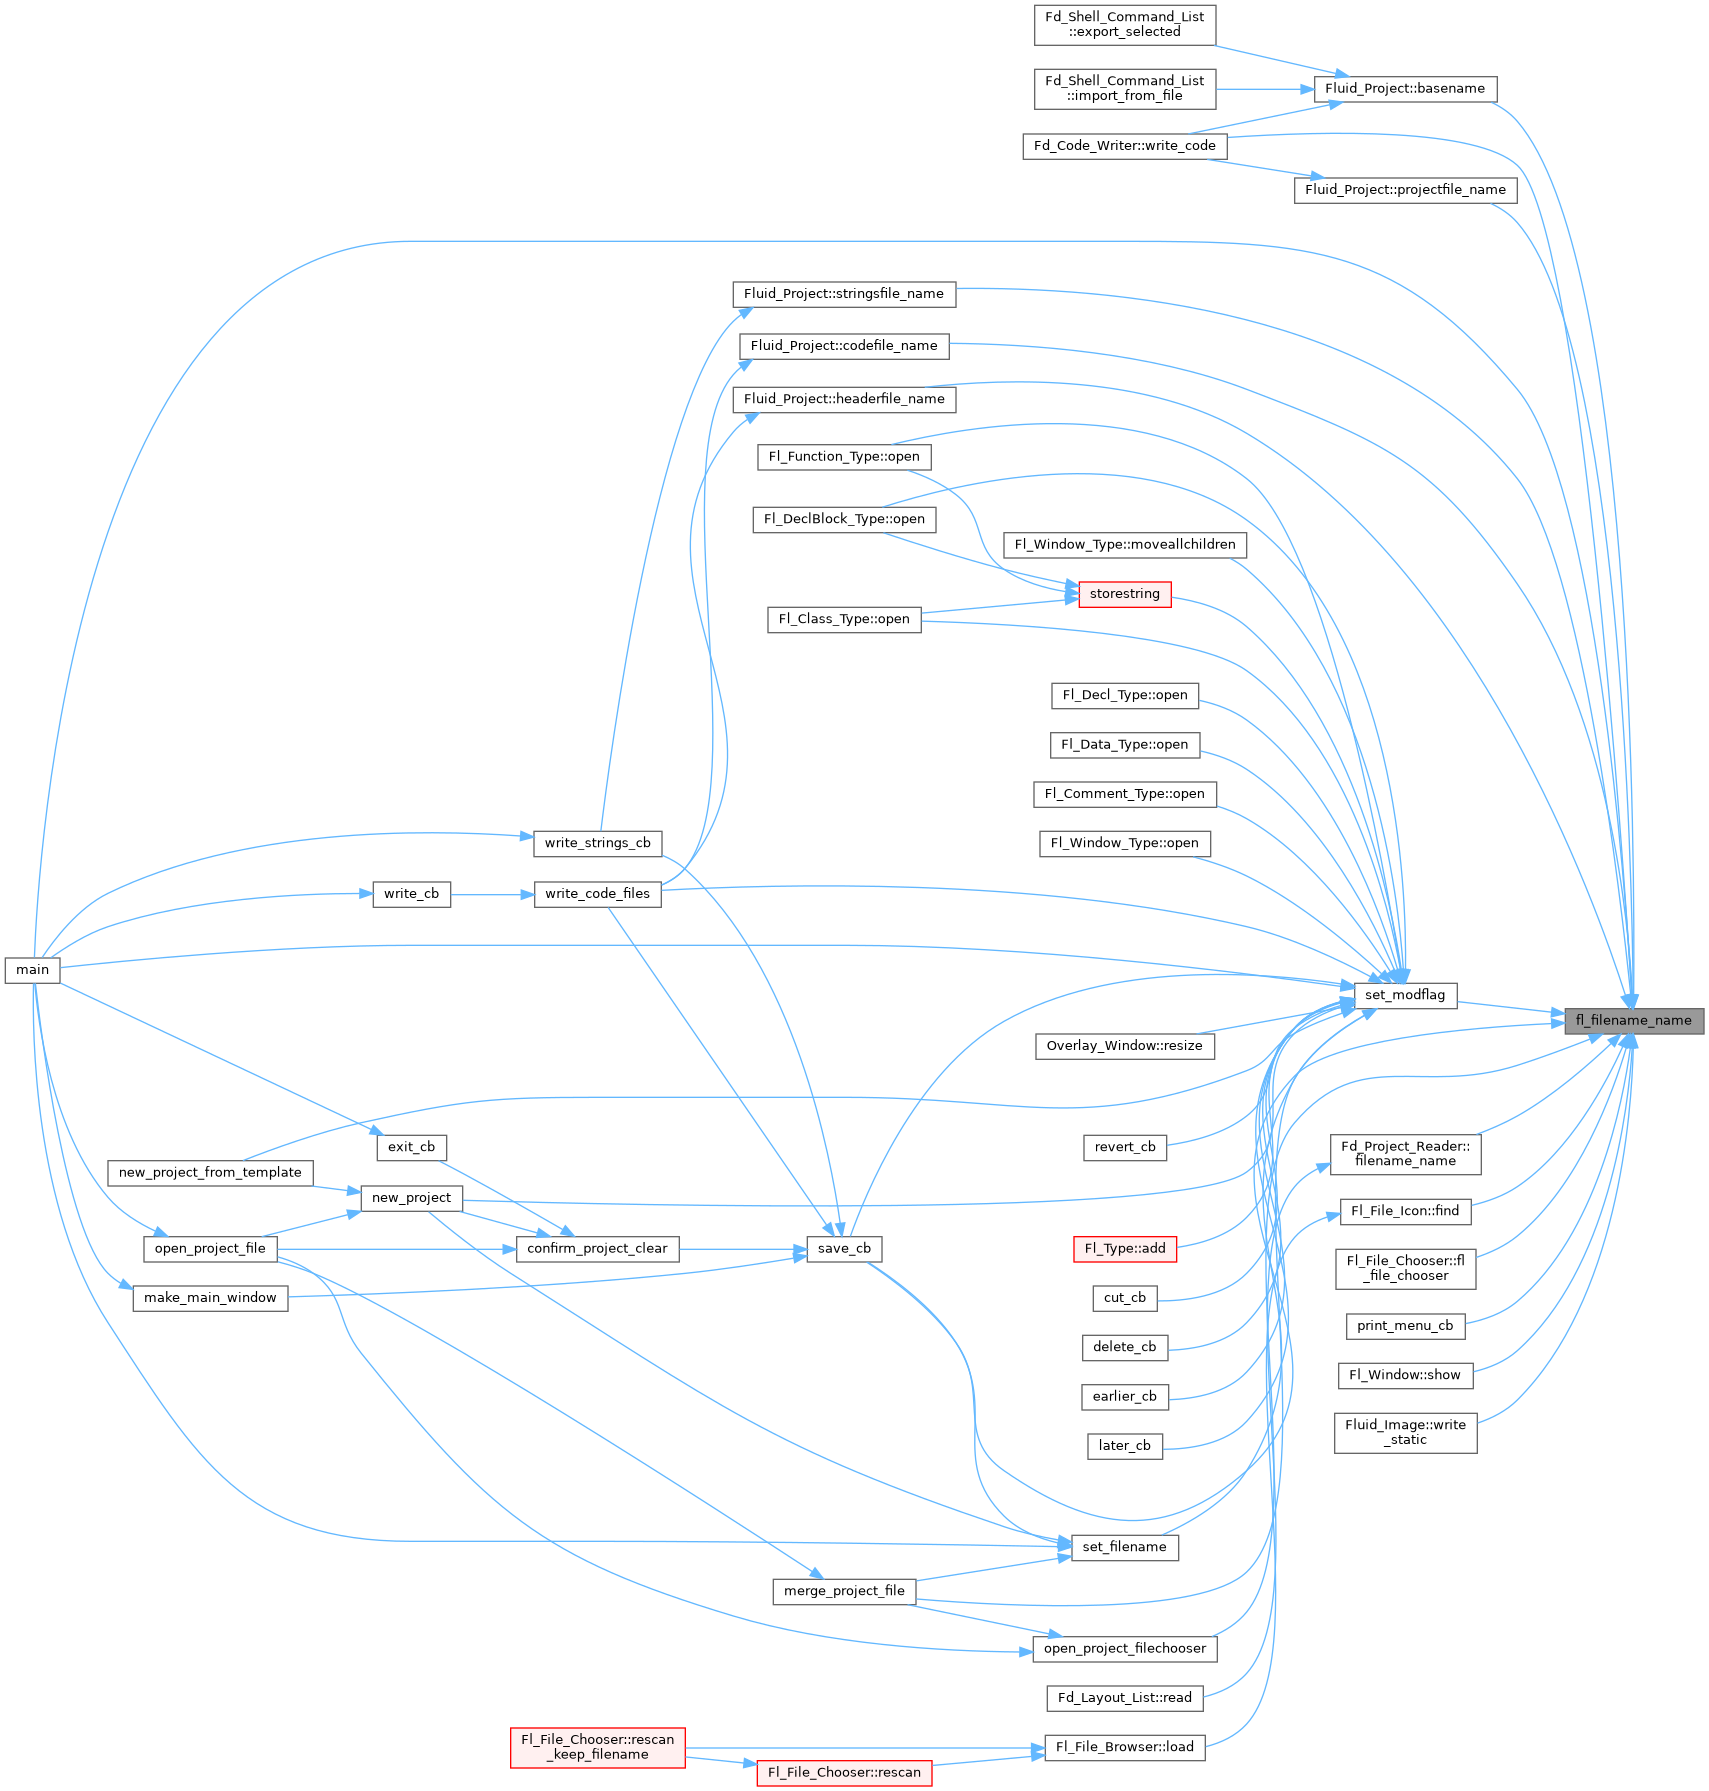 Fd_Shell_Command_List
::export_selected
Fd_Shell_Command_List
::import_from_file
Fluid_Project::basename
Fd_Code_Writer::write_code
Fluid_Project::projectfile_name
Fluid_Project::stringsfile_name
Fluid_Project::codefile_name
Fluid_Project::headerfile_name
Fl_Function_Type::open
Fl_DeclBlock_Type::open
Fl_Window_Type::moveallchildren
storestring
Fl_Class_Type::open
Fl_Decl_Type::open
Fl_Data_Type::open
Fl_Comment_Type::open
Fl_Window_Type::open
write_strings_cb
write_cb
write_code_files
main
set_modflag
fl_filename_name
Overlay_Window::resize
exit_cb
revert_cb
Fd_Project_Reader::
filename_name
new_project_from_template
new_project
Fl_File_Icon::find
open_project_file
confirm_project_clear
save_cb
Fl_Type::add
Fl_File_Chooser::fl
_file_chooser
make_main_window
cut_cb
print_menu_cb
delete_cb
Fl_Window::show
earlier_cb
Fluid_Image::write
_static
later_cb
set_filename
merge_project_file
open_project_filechooser
Fd_Layout_List::read
Fl_File_Chooser::rescan
_keep_filename
Fl_File_Browser::load
Fl_File_Chooser::rescan